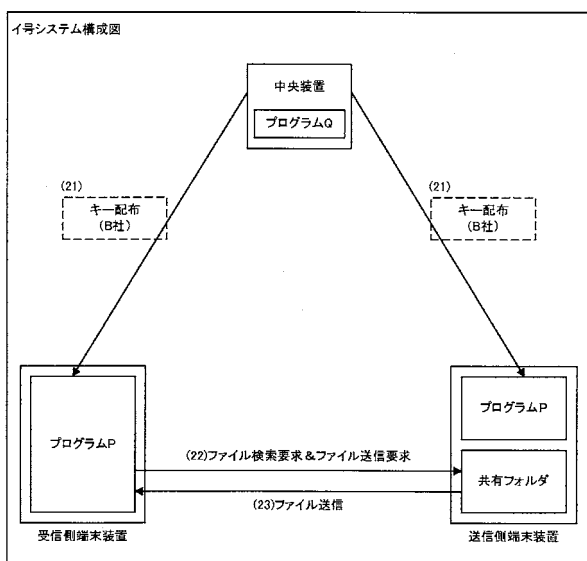 イ号システム構成図
中央装置
プログラムQ
(21)
キー配布
(B社)
(21)
キー配布
(B社)
プログラムP
プログラムP
(22)ファイル検索要求&ファイル送信要求
共有フォルダ
(23)ファイル送信
受信側端末装置
送信側端末装置